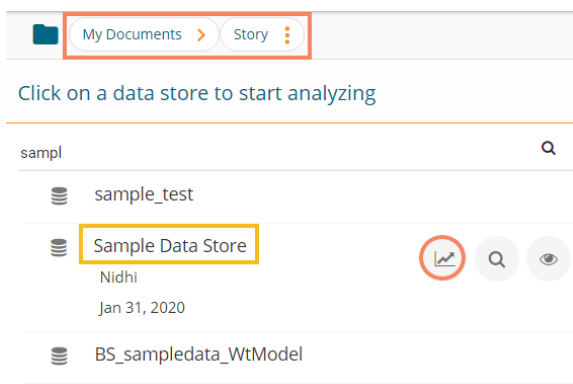 My Documents > Story
Click on a data store to start analyzing
sampl
sample_test
Sample Data Store
Nidhi
Jan 31, 2020
BS_sampledata_WtModel